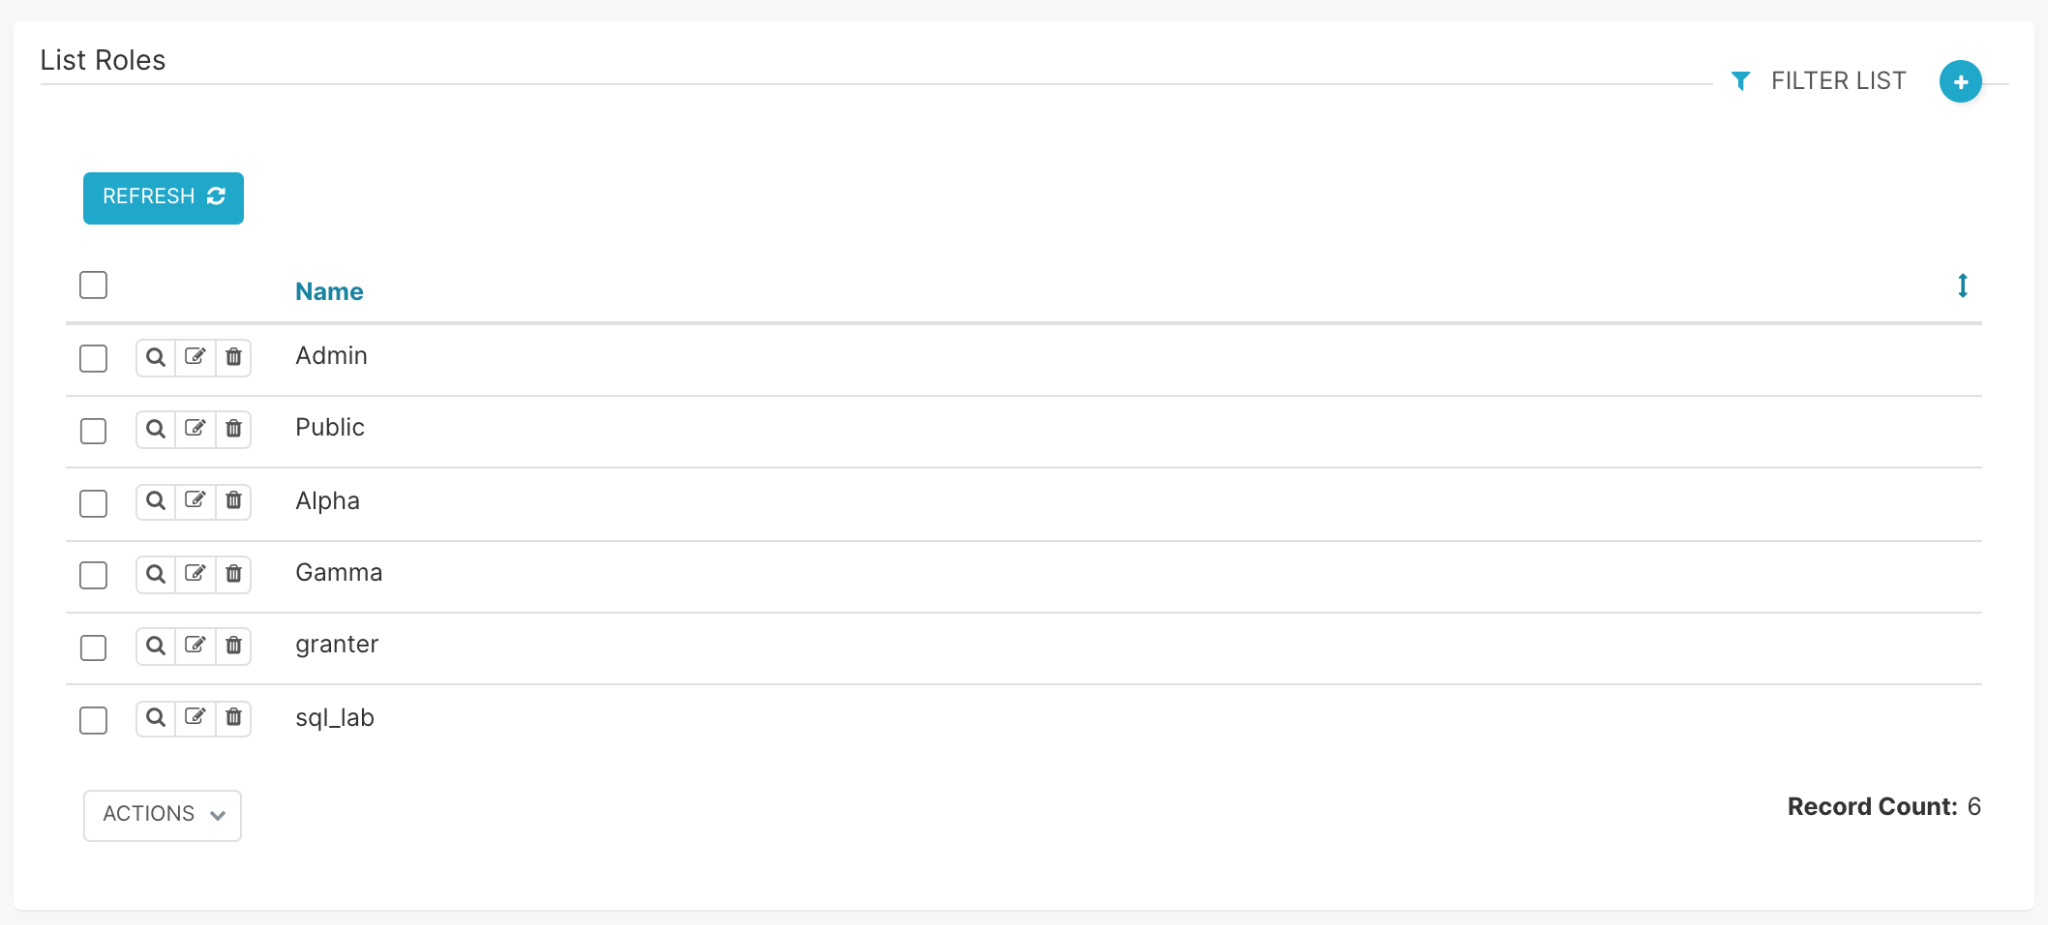 List Roles
FILTER LIST
REFRESH
Name
Admin
Public
Alpha
Gamma
granter
sql_lab
ACTIONS
Record Count: 6